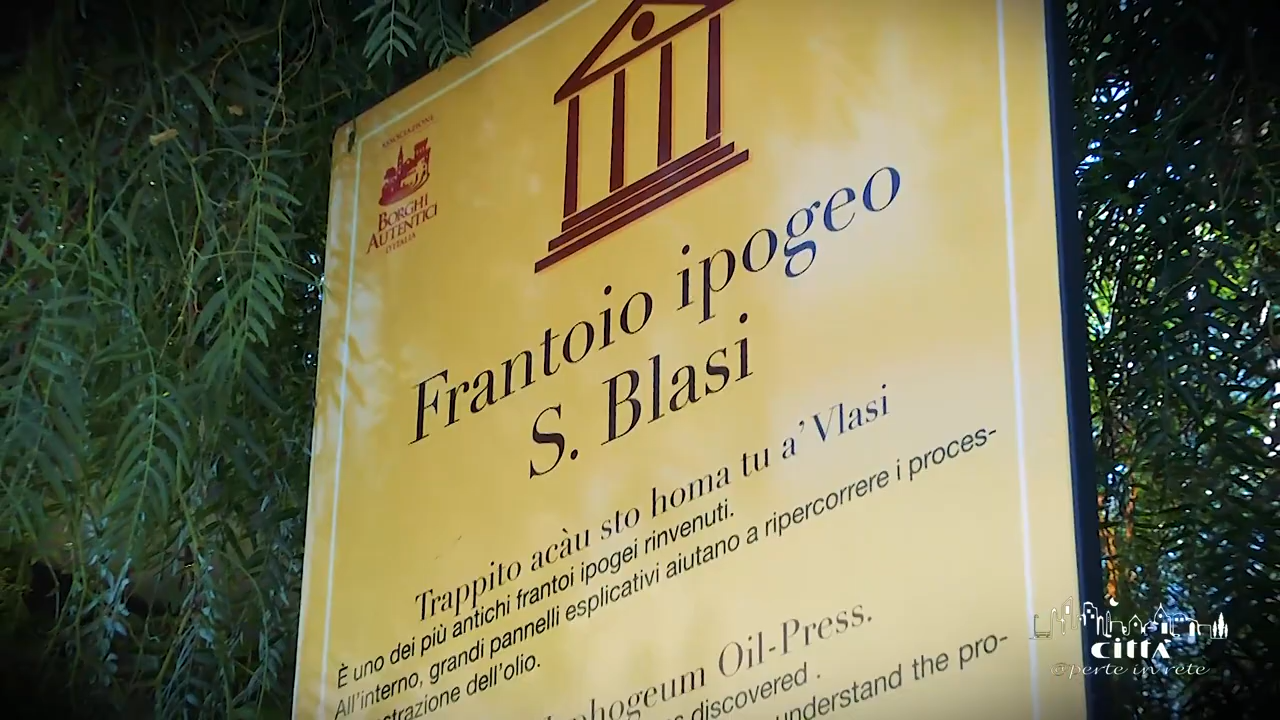 ASSOCIAZIONE
BORGHI
AUTENTICI
D'ITALIA
Frantoio ipogeo
S. Blasi
Trappito acàu sto homa tu a' Vlasi
È uno dei più antichi frantoi ipogei rinvenuti.
All'interno, grandi pannelli esplicativi aiutano a ripercorrere i proces-
strazione dell'olio.
phogeum Oil-Press.
discovered .
understand the pro-
CITTÀ
@perte in rete